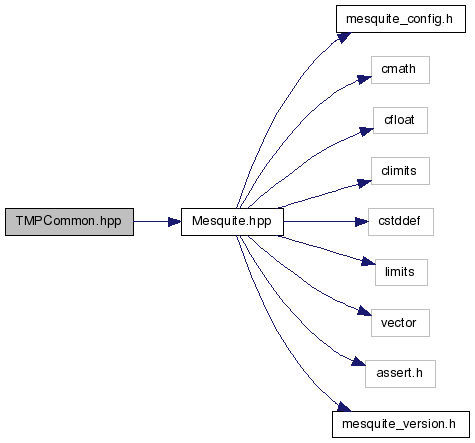 mesquite_config.h
cmath
cfloat
climits
TMPCommon.hpp
Mesquite.hpp
cstddef
limits
vector
assert.h
mesquite_version.h